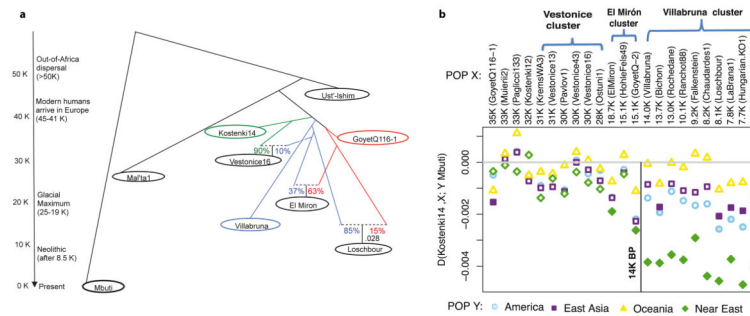 a
Out-of-Africa
dispersal
(>50K)
50 K
Modern humans
arrive in Europe
(45-41 K)
40 K
30 K
Glacial
Maximum
(25-19 K)
20 K
10 K
Neolithic
(after 8.5 K)
0 K
Present
Ust'-Ishim
Kostenki14
GoyetQ116-1
90%
10%
Vestonice16
Mal'ta1
37%
63%
El Miron
Villabruna
85%
15%
.028
Loschbour
Mbuti
b
Vestonice
cluster
El Mirón
cluster
Villabruna cluster
POP X:
35K (GoyetQ116-1)
33K (Muierii2)
33K (Paglicci133)
32K (Kostenki12)
31K (KremsWA3)
31K (Vestonice13)
30K (Pavlov1)
30K (Vestonice43)
30K (Vestonice16)
28K (Ostuni1)
18.7K (ElMiron)
15.1K (HohleFels49)
15.1K (GoyetQ-2)
14.0K (Villabruna)
13.7K (Bichon)
13.0K (Rochedane)
10.1K (Ranchot88)
9.2K (Falkenstein)
8.2K (Chaudardes1)
8.1K (Loschbour)
7.8K (LaBrana1)
7.7K (Hungarian.KO1)
D(Kostenki14 ,X; Y Mbuti)
0.000
-0.002
-0.004
14K BP
POP Y: America East Asia Oceania Near East